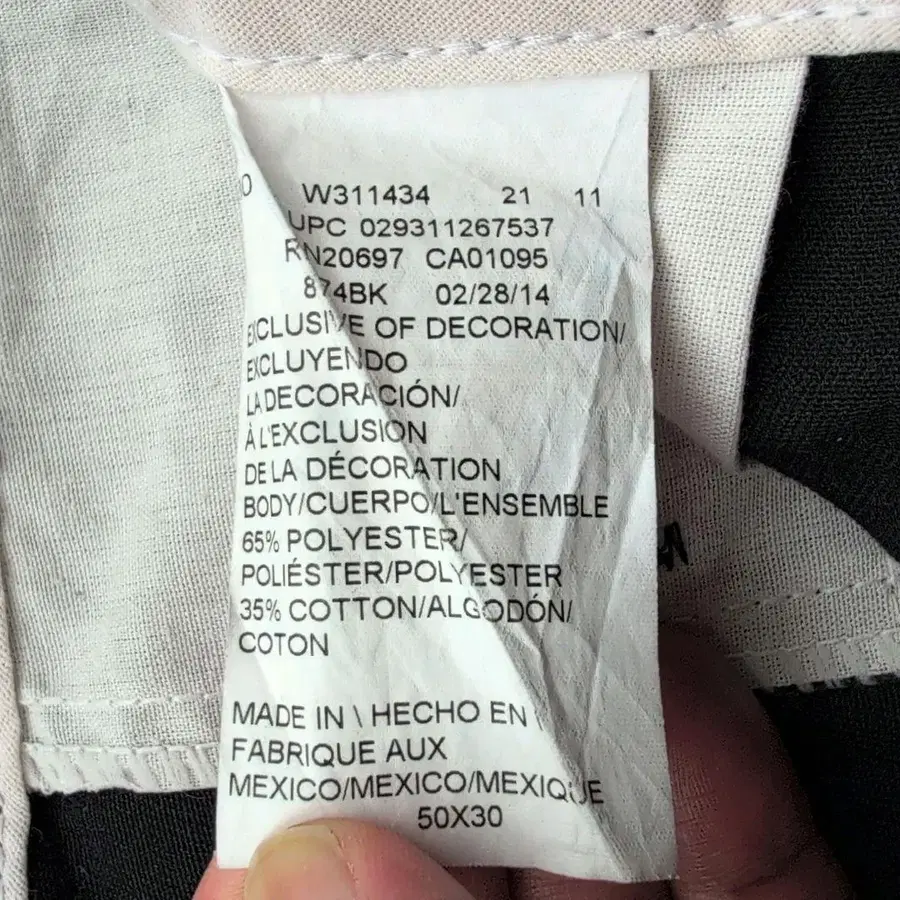 0 W311434 21 11
UPC 029311267537
RN20697 CA01095
874BK 02/28/14
EXCLUSIVE OF DECORATION/
EXCLUYENDO
LA DECORACIÓN/
À L'EXCLUSION
DE LA DÉCORATION
BODY/CUERPO/L'ENSEMBLE
65% POLYESTER/
POLIÉSTER/POLYESTER
35% COTTON/ALGODÓN/
COTON
MADE IN \ HECHO EN \
FABRIQUE AUX
MEXICO/MEXICO/MEXIQUE
50X30